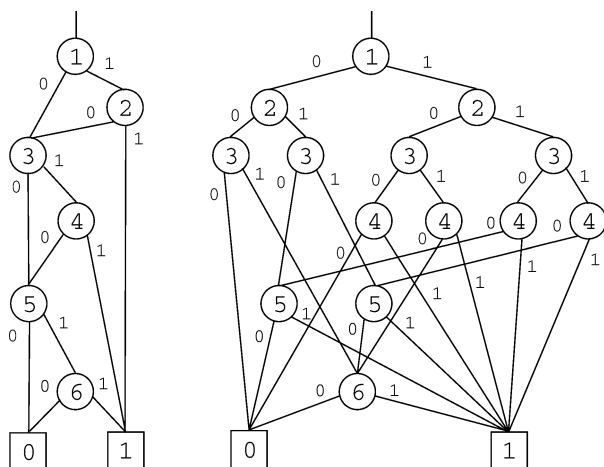 1 1 0 1 1
0
0 2 0 2 1 0 2 1
1
3 1 3 3 3 3
0 1 0 1 0 1 0 1
0
4 4 4 0 4 0 4
0 1 0 0
1 1
1 1
5 5 5 1
0 1 0 0 1
0 6 1 0 6 1
0 1 0 1